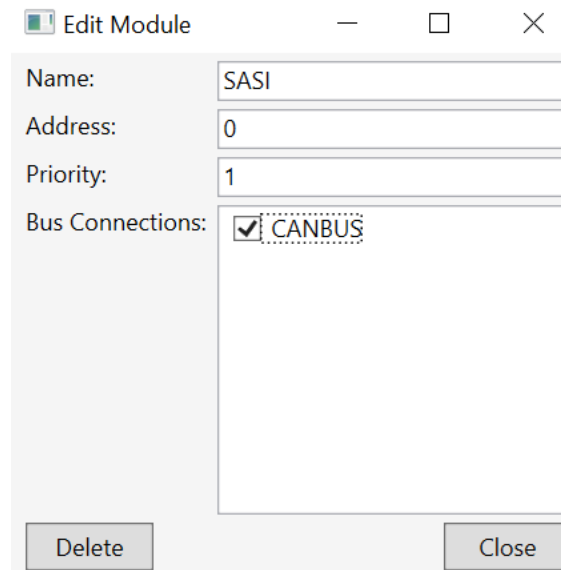 Edit Module
Name: SASI
Address: 0
Priority: 1
Bus Connections: CANBUS
Delete Close